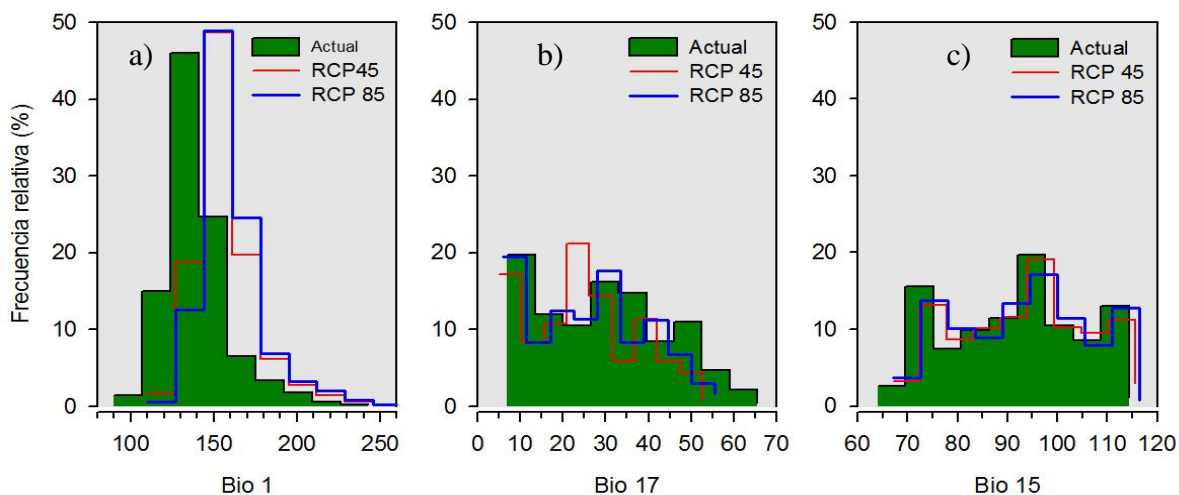 Frecuencia relativa (%)
50
40
30
20
10
0
a)
Actual
RCP45
RCP 85
100 150 200 250
Bio 1
50
40
30
20
10
0
b)
Actual
RCP 45
RCP 85
0 10 20 30 40 50 60 70
Bio 17
50
40
30
20
10
0
c)
Actual
RCP 45
RCP 85
60 70 80 90 100 110 120
Bio 15